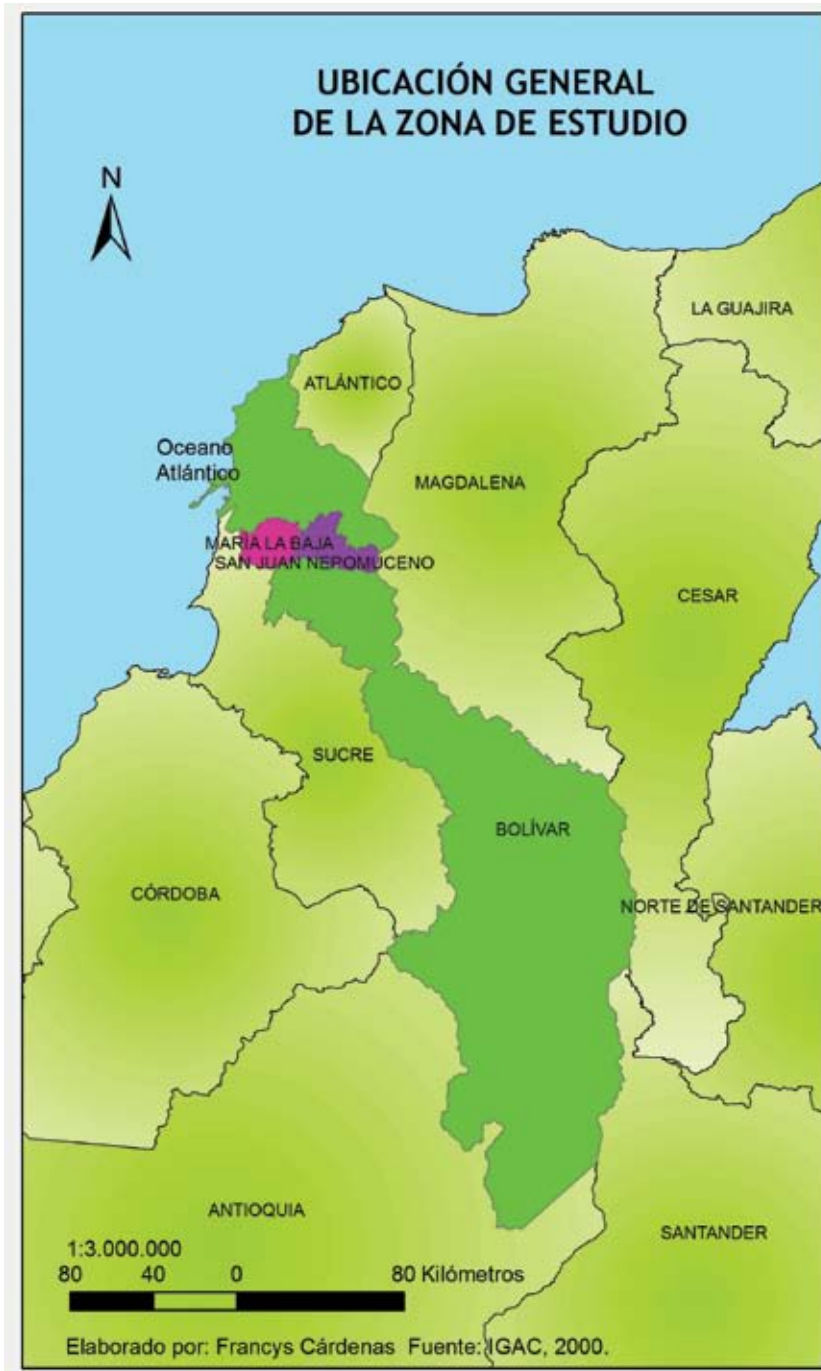 UBICACIÓN GENERAL
DE LA ZONA DE ESTUDIO
N
LA GUAJIRA
ATLÁNTICO
Oceano
Atlántico
MAGDALENA
MARÍA LA BAJA
SAN JUAN NEPOMUCENO
CESAR
SUCRE
BOLÍVAR
CÓRDOBA
NORTE DE SANTANDER
ANTIOQUIA
SANTANDER
1:3.000.000
80 40 0 80 Kilómetros
Elaborado por: Francys Cárdenas Fuente: IGAC, 2000.